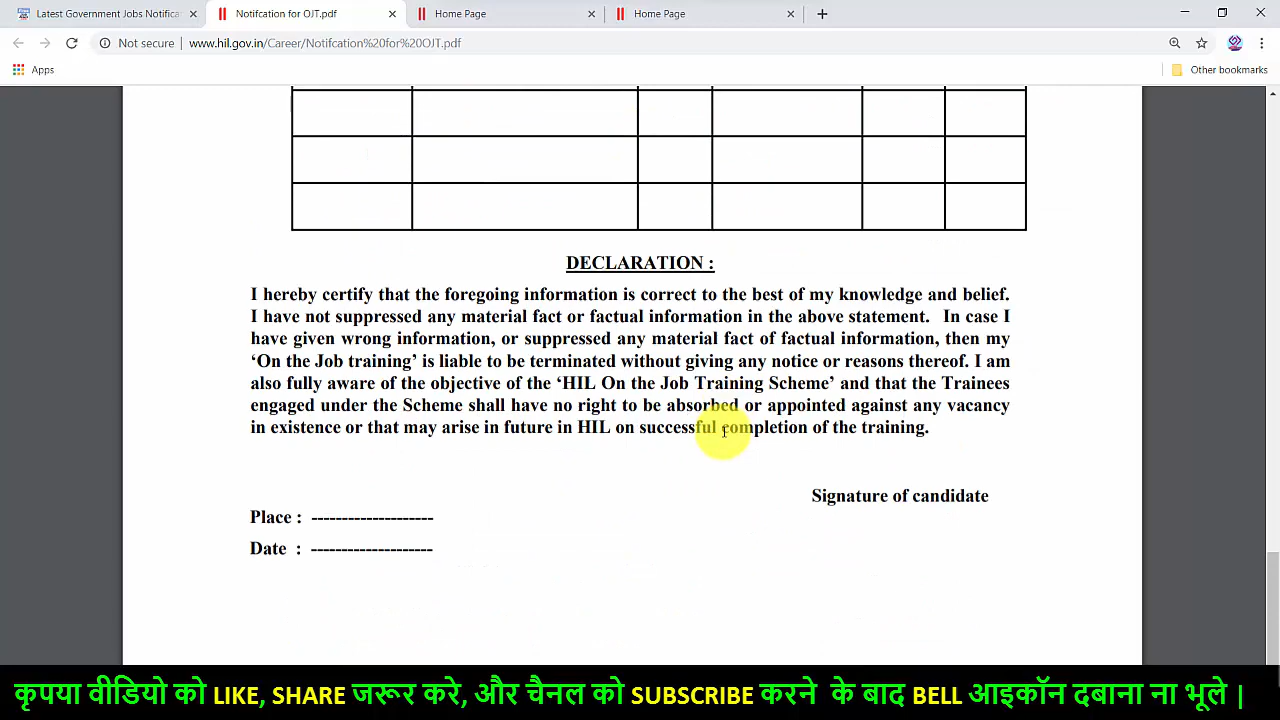 Latest Government Jobs Notifica
Notifcation for OJT.pdf
Home Page
Home Page
Not secure | www.hil.gov.in/Career/Notifcation%20for%20OJT.pdf
Apps
Other bookmarks
DECLARATION :
I hereby certify that the foregoing information is correct to the best of my knowledge and belief.
I have not suppressed any material fact or factual information in the above statement. In case I
have given wrong information, or suppressed any material fact of factual information, then my
‘On the Job training’ is liable to be terminated without giving any notice or reasons thereof. I am
also fully aware of the objective of the ‘HIL On the Job Training Scheme’ and that the Trainees
engaged under the Scheme shall have no right to be absorbed or appointed against any vacancy
in existence or that may arise in future in HIL on successful completion of the training.
Signature of candidate
Place : --------------------
Date : --------------------
कृपया वीडियो को LIKE, SHARE जरूर करे, और चैनल को SUBSCRIBE करने के बाद BELL आइकॉन दबाना ना भूले |